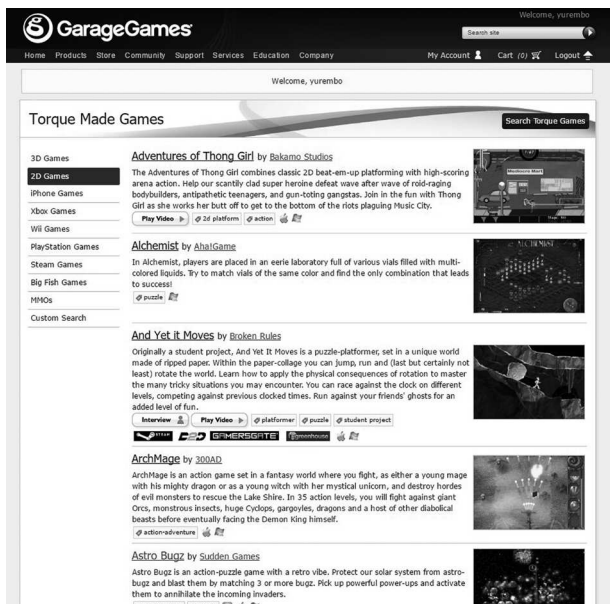 Welcome, yurembo
GarageGames
Search site
Home Products Store Community Support Services Education Company My Account Cart (0) Logout
Welcome, yurembo
Torque Made Games
Search Torque Games
3D Games
2D Games
iPhone Games
Xbox Games
Wii Games
PlayStation Games
Steam Games
Big Fish Games
MMOs
Custom Search
Adventures of Thong Girl by Bakamo Studios
The Adventures of Thong Girl combines classic 2D beat-em-up platforming with high-scoring
arena action. Help our scantily clad super heroine defeat wave after wave of roid-raging
bodybuilders, antipathetic teenagers, and gun-toting gangstas. Join in the fun with Thong
Girl as she works her butt off to get to the bottom of the riots plaguing Music City.
Play Video 2d platform action
Alchemist by Aha!Game
In Alchemist, players are placed in an eerie laboratory full of various vials filled with multi-
colored liquids. Try to match vials of the same color and find the only combination that leads
to success!
puzzle
ALCHEMIST
And Yet it Moves by Broken Rules
Originally a student project, And Yet It Moves is a puzzle-platformer, set in a unique world
made of ripped paper. Within the paper-collage you can jump, run and (last but certainly not
least) rotate the world. Learn how to apply the physical consequences of rotation to master
the many tricky situations you may encounter. You can race against the clock on different
levels, competing against previous clocked times. Run against your friends' ghosts for an
added level of fun.
Interview Play Video platformer puzzle student project
STEAM D2D GAMERSGATE greenhouse
ArchMage by 300AD
ArchMage is an action game set in a fantasy world where you fight, as either a young mage
with his mighty dragon or as a young witch with her mystical unicorn, and destroy hordes
of evil monsters to rescue the Lake Shire. In 35 action levels, you will fight against giant
Orcs, monstrous insects, huge Cyclops, gargoyles, dragons and a host of other diabolical
beasts before eventually facing the Demon King himself.
action-adventure
Astro Bugz by Sudden Games
Astro Bugz is an action-puzzle game with a retro vibe. Protect our solar system from astro-
bugz and blast them by matching 3 or more bugz. Pick up powerful power-ups and activate
them to annihilate the incoming invaders.